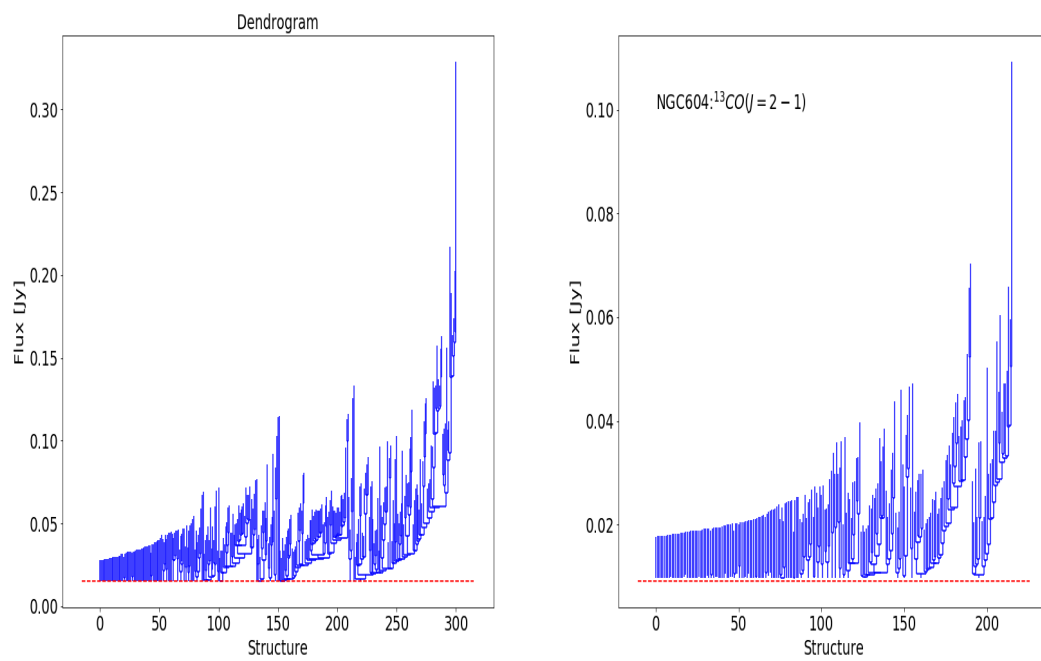 Dendrogram
Flux [Jy]
0.30
0.25
0.20
0.15
0.10
0.05
0.00
0 50 100 150 200 250 300
Structure
NGC604:¹³CO(J = 2 − 1)
Flux [Jy]
0.10
0.08
0.06
0.04
0.02
0 50 100 150 200
Structure